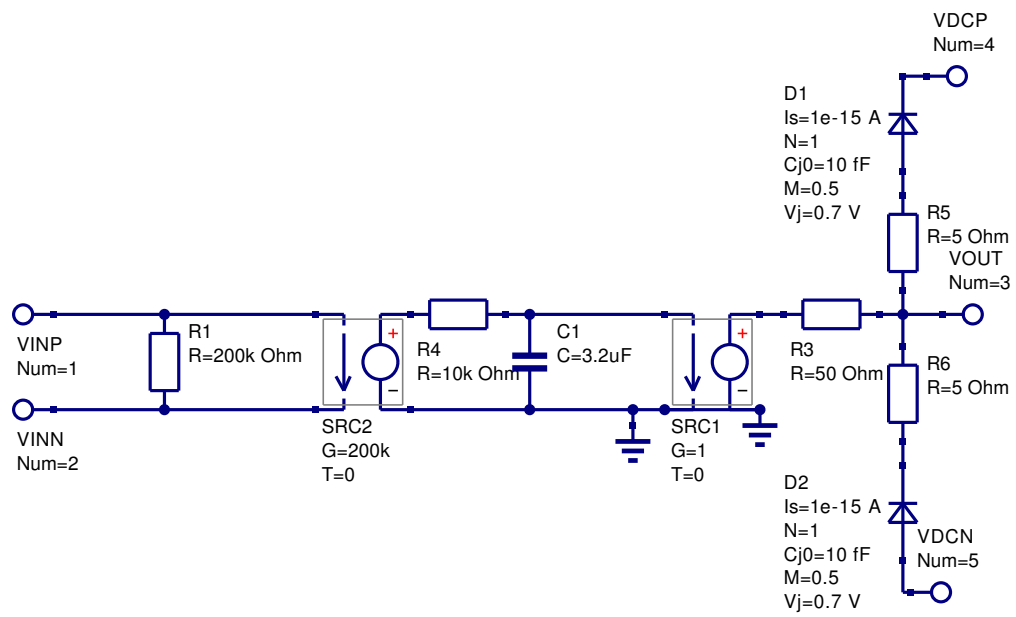 VDCP
Num=4
D1
Is=1e-15 A
N=1
Cj0=10 fF
M=0.5
Vj=0.7 V
R5
R=5 Ohm
VOUT
Num=3
VINP
Num=1
R1
R=200k Ohm
+
R4
R=10k Ohm
C1
C=3.2uF
+
R3
R=50 Ohm
R6
R=5 Ohm
VINN
Num=2
−
SRC2
G=200k
T=0
−
SRC1
G=1
T=0
D2
Is=1e-15 A
N=1
Cj0=10 fF
M=0.5
Vj=0.7 V
VDCN
Num=5